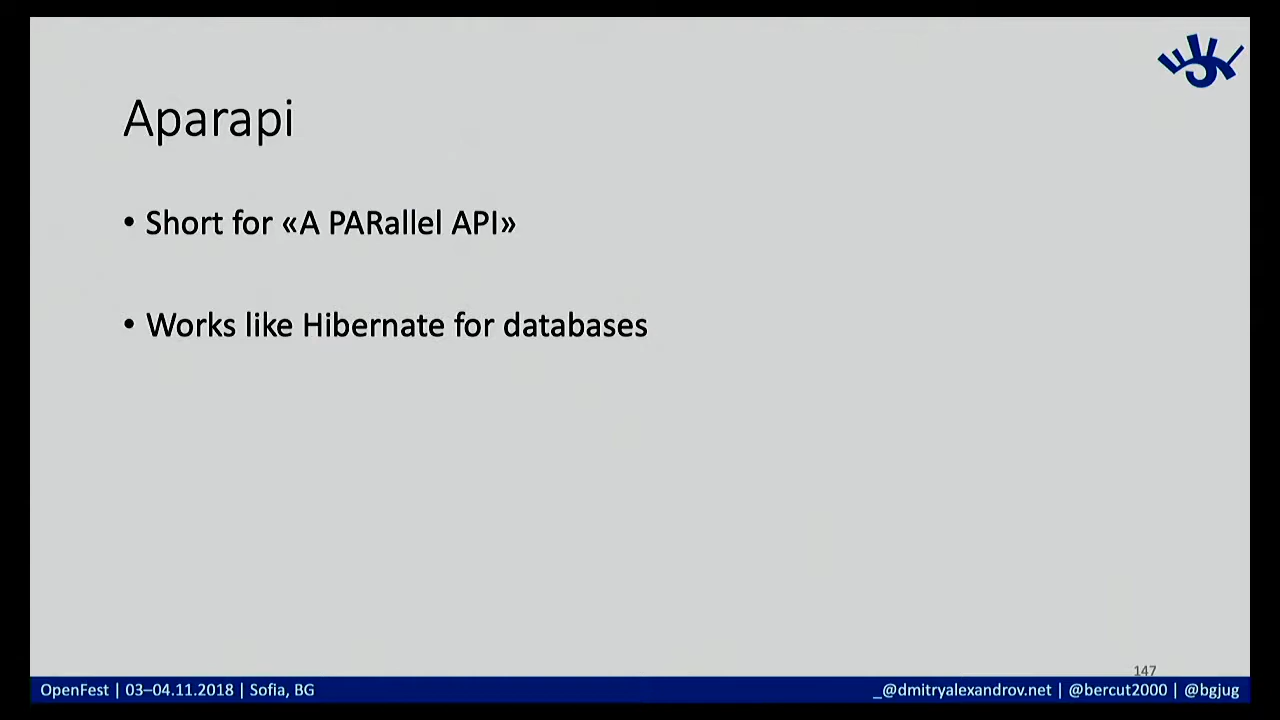 Aparapi
• Short for «A PARallel API»
• Works like Hibernate for databases
147
OpenFest | 03–04.11.2018 | Sofia, BG
_@dmitryalexandrov.net | @bercut2000 | @bgjug